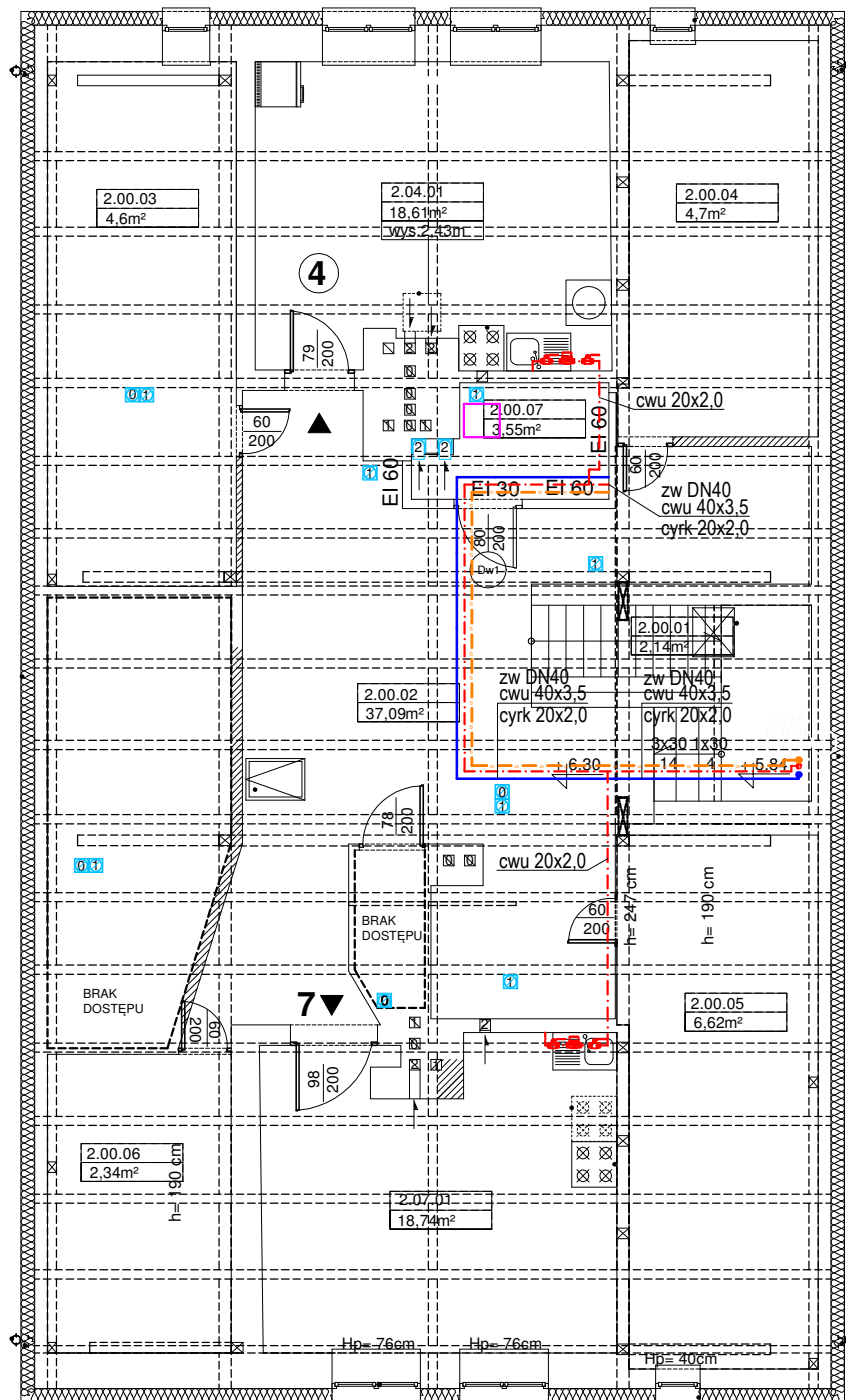 2.00.03
4,6m²
2.04.01
18,61m²
wys.2,43m
2.00.04
4,7m²
4
79
200
cwu 20x2,0
0
1
1
2.00.07
3,55m²
60
200
EI 60
2
2
1
EI 60
60
200
EI 30
EI 60
zw DN40
cwu 40x3,5
cyrk 20x2,0
80
200
Dw1
1
2.00.01
2,14m²
2.00.02
37,09m²
zw DN40
cwu 40x3,5
cyrk 20x2,0
zw DN40
cwu 40x3,5
cyrk 20x2,0
3x30
1x30
14
4
+ 6.30
+ 5.84
0
1
78
200
0
1
cwu 20x2,0
BRAK
DOSTĘPU
60
200
h= 247 cm
h= 190 cm
1
BRAK
DOSTĘPU
0
7
60
200
2
2.00.05
6,62m²
98
200
2.00.06
2,34m²
h= 190 cm
2.07.01
18,74m²
Hp= 76cm
Hp= 76cm
Hp= 40cm